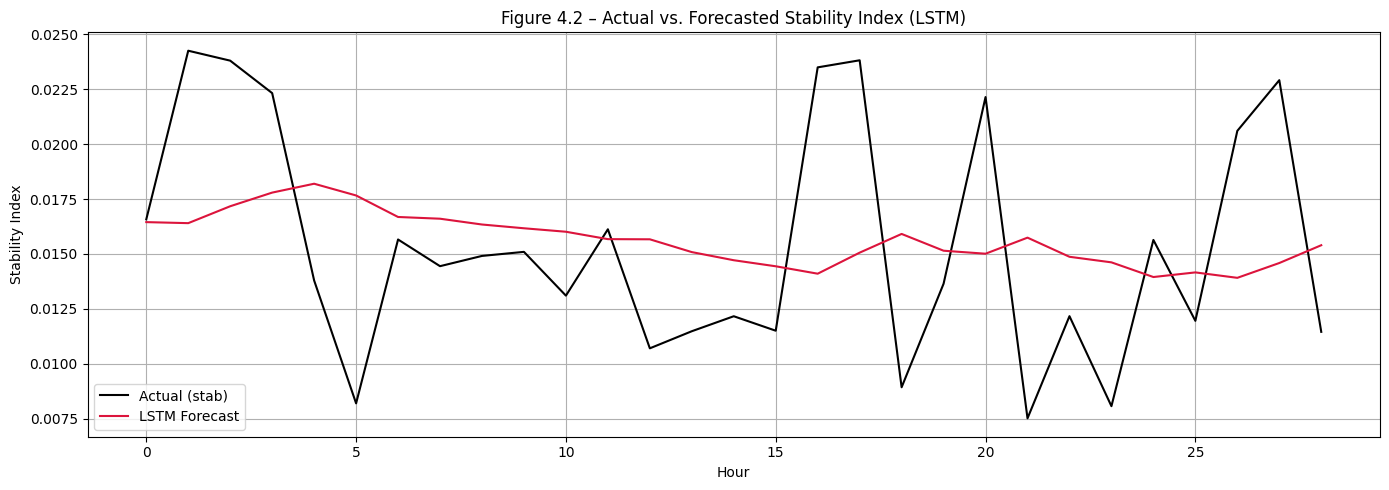 Figure 4.2 – Actual vs. Forecasted Stability Index (LSTM)
0.0250
0.0225
0.0200
0.0175
0.0150
0.0125
0.0100
0.0075
Stability Index
Actual (stab)
LSTM Forecast
0 5 10 15 20 25
Hour